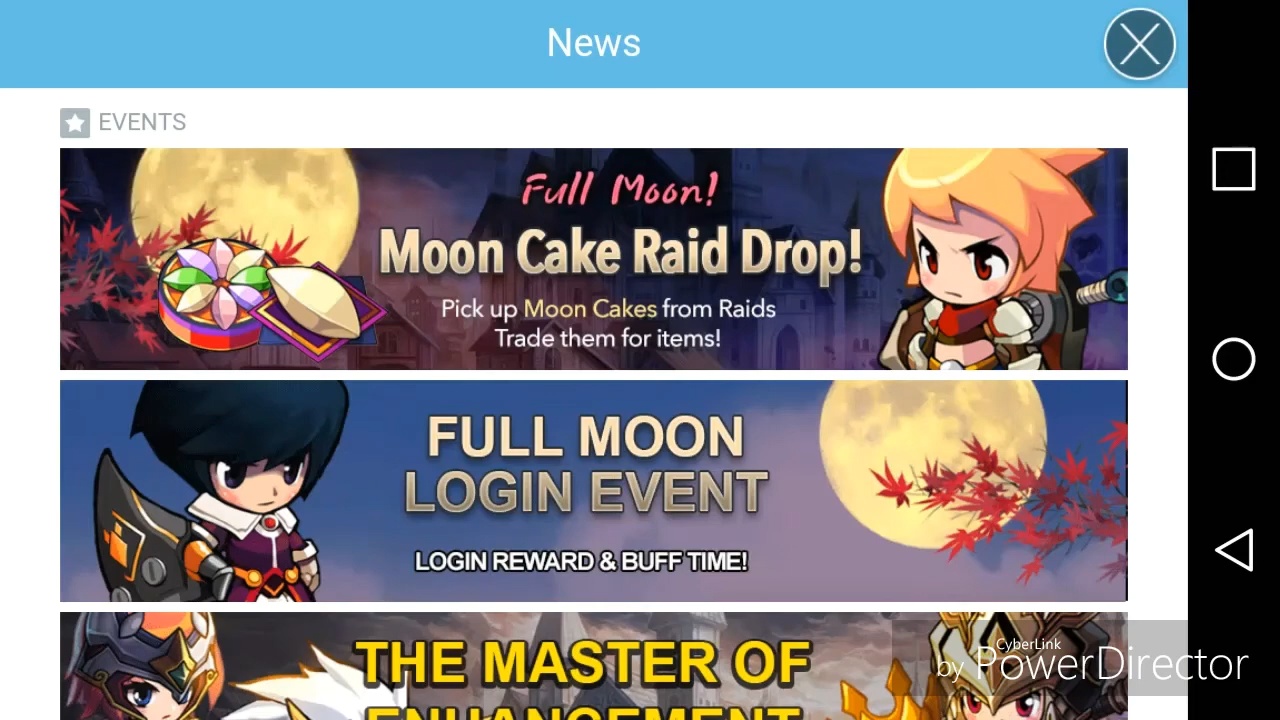 News
EVENTS
Full Moon!
Moon Cake Raid Drop!
Pick up Moon Cakes from Raids
Trade them for items!
FULL MOON
LOGIN EVENT
LOGIN REWARD & BUFF TIME!
THE MASTER OF
ENHANCEMENT
CyberLink
by PowerDirector